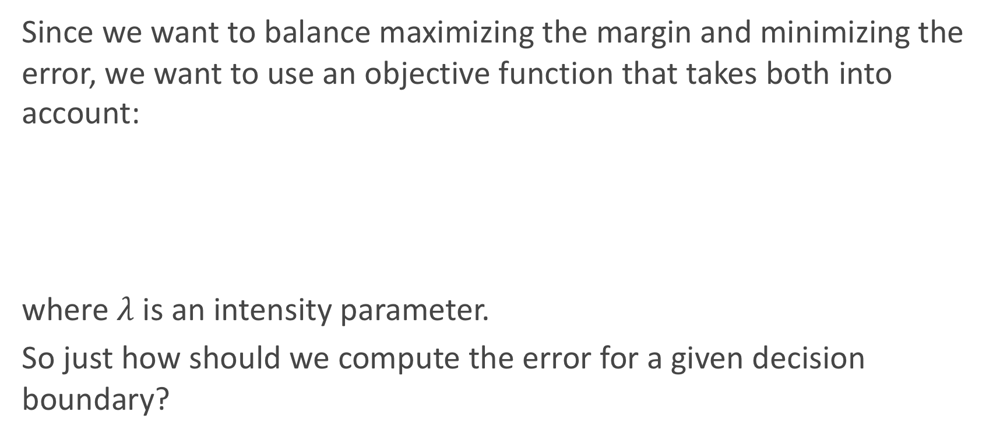 Since we want to balance maximizing the margin and minimizing the
error, we want to use an objective function that takes both into
account:
where λ is an intensity parameter.
So just how should we compute the error for a given decision
boundary?